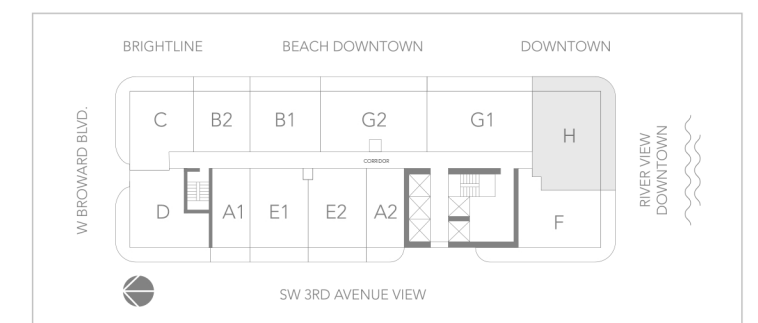 BRIGHTLINE
BEACH DOWNTOWN
DOWNTOWN
W BROWARD BLVD.
C
B2
B1
G2
G1
H
CORRIDOR
RIVER VIEW
DOWNTOWN
D
A1
E1
E2
A2
F
SW 3RD AVENUE VIEW